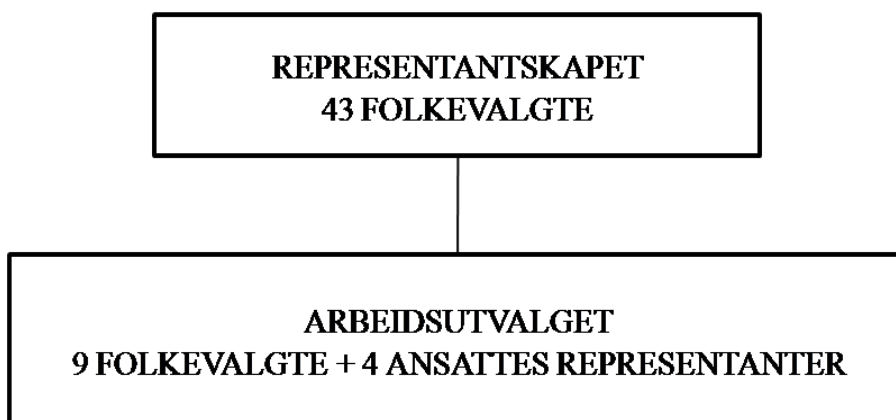 REPRESENTANTSKAPET
43 FOLKEVALGTE
ARBEIDSUTVALGET
9 FOLKEVALGTE + 4 ANSATTES REPRESENTANTER